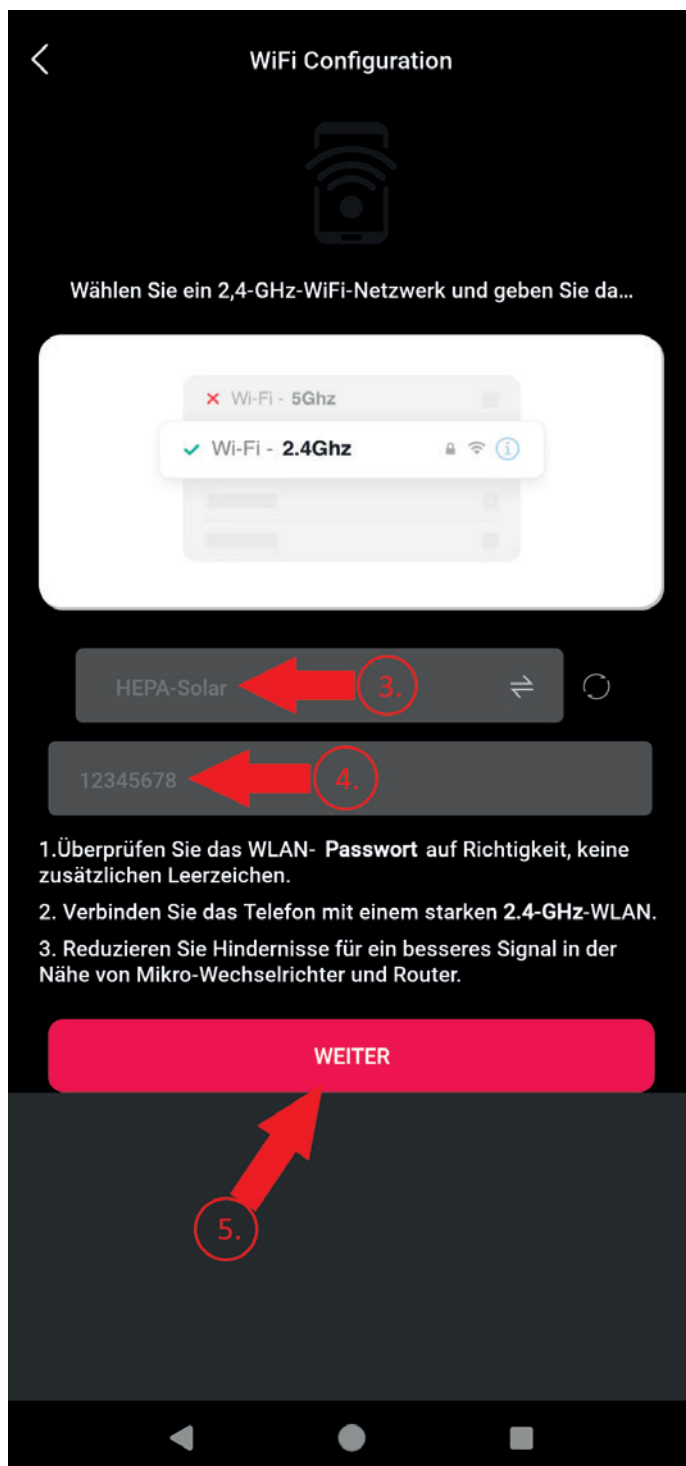 WiFi Configuration
Wählen Sie ein 2,4-GHz-WiFi-Netzwerk und geben Sie da...
Wi-Fi - 5Ghz
Wi-Fi - 2.4Ghz
HEPA-Solar 3.
12345678 4.
1.Überprüfen Sie das WLAN- Passwort auf Richtigkeit, keine
zusätzlichen Leerzeichen.
2. Verbinden Sie das Telefon mit einem starken 2.4-GHz-WLAN.
3. Reduzieren Sie Hindernisse für ein besseres Signal in der
Nähe von Mikro-Wechselrichter und Router.
WEITER
5.